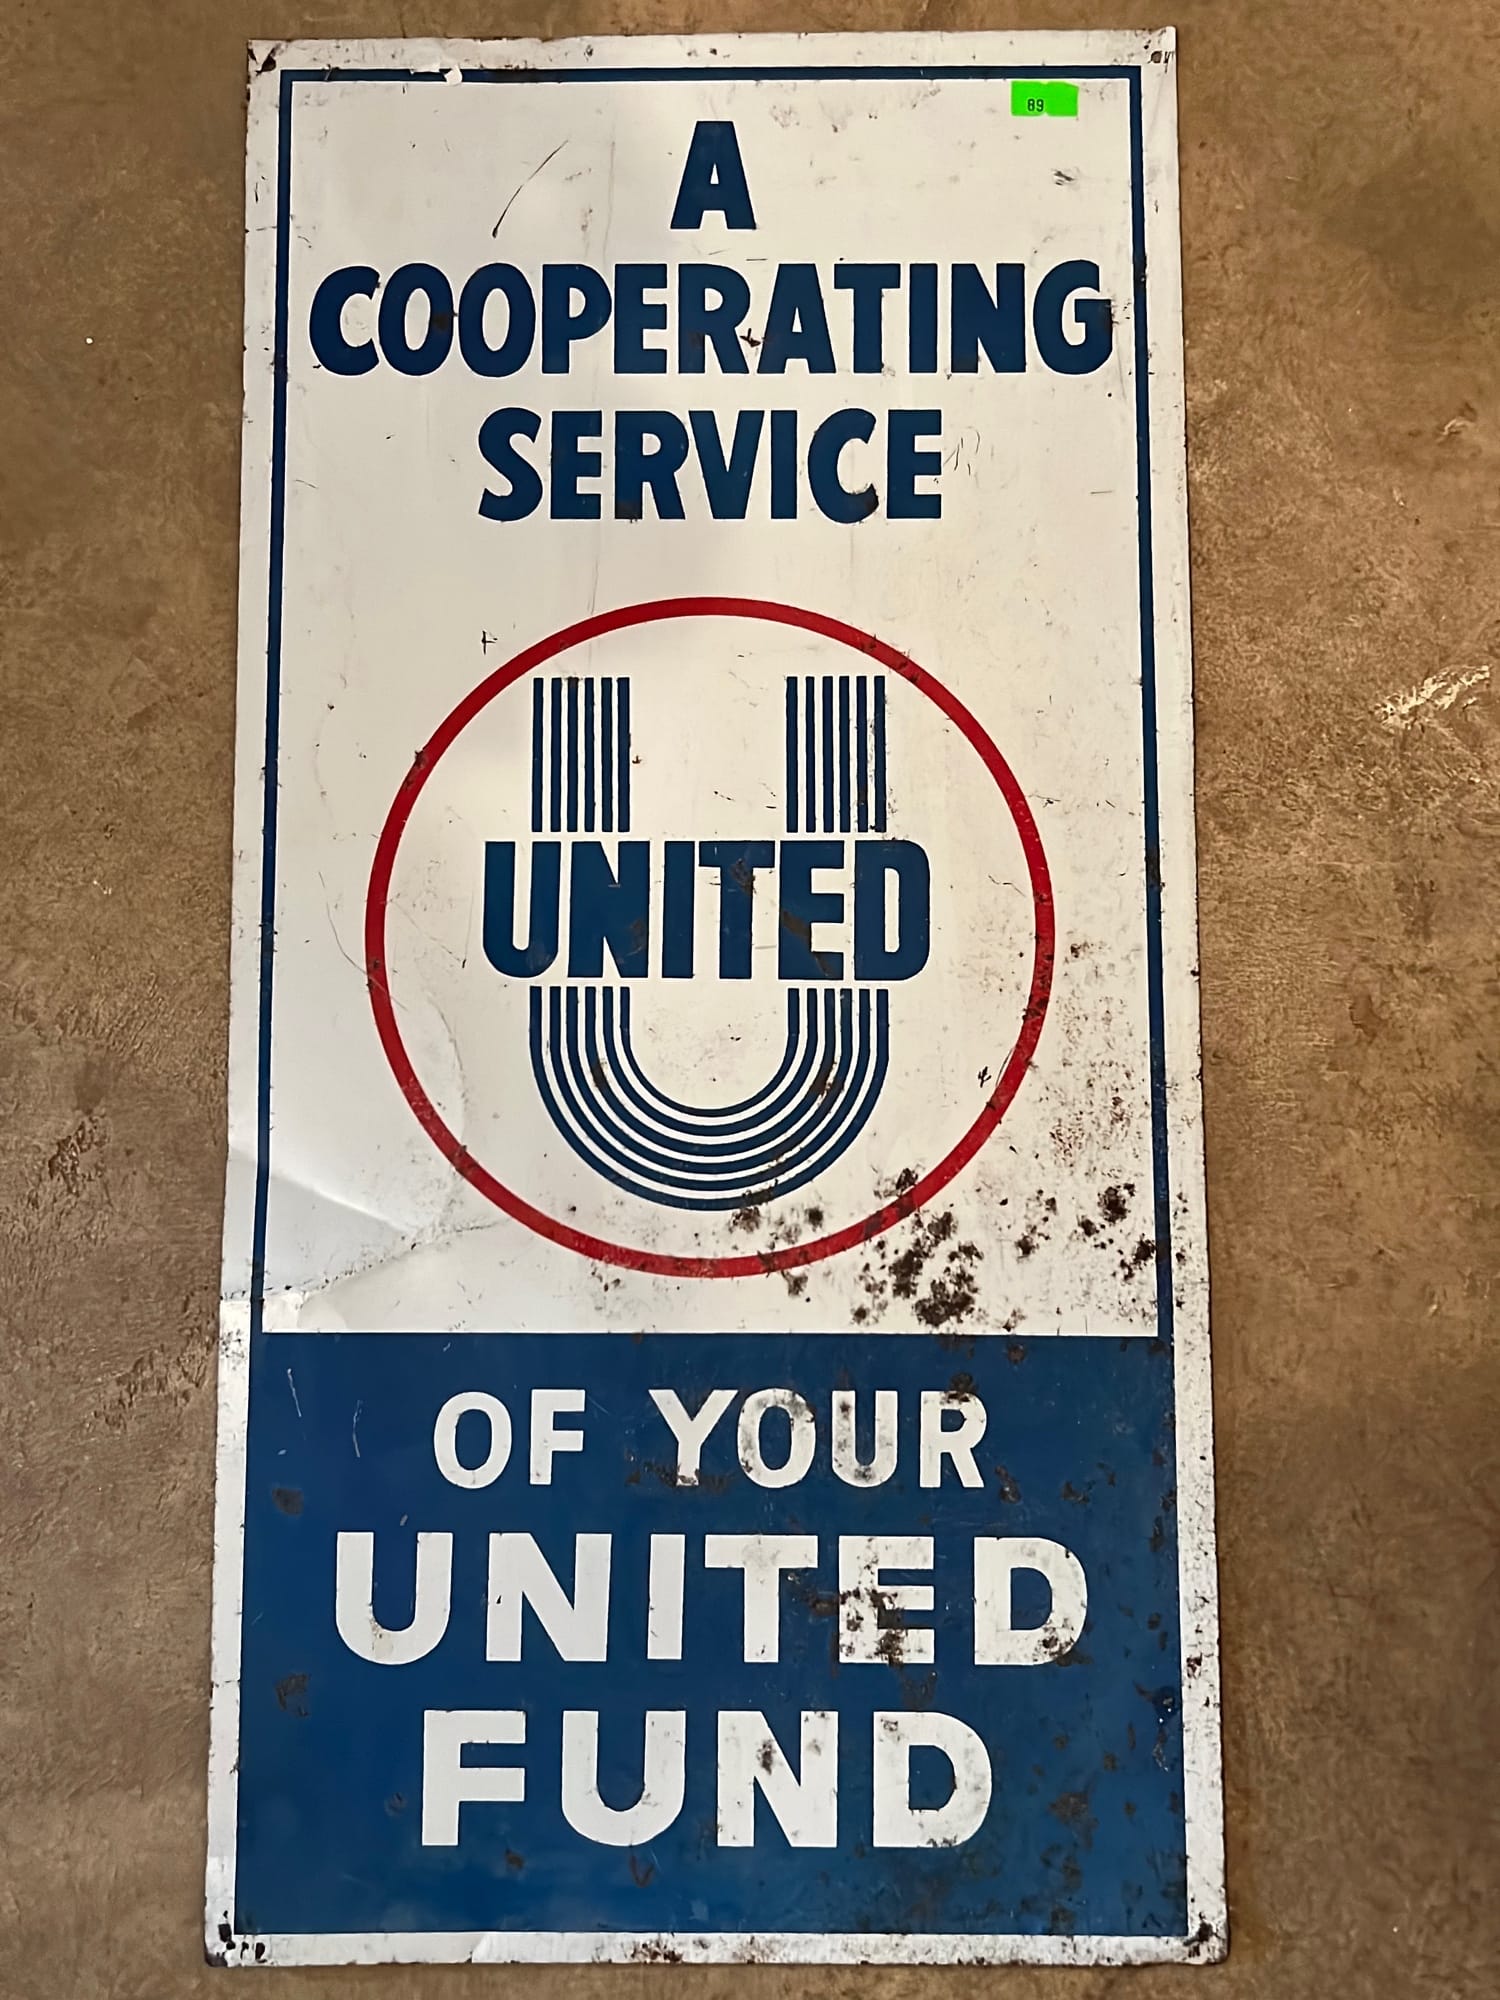 89
A
COOPERATING
SERVICE
UNITED
OF YOUR
UNITED
FUND